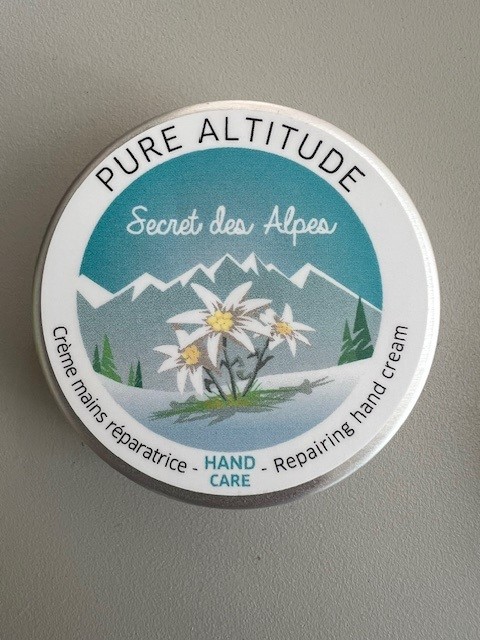 PURE ALTITUDE
Secret des Alpes
Crème mains réparatrice - HAND CARE - Repairing hand cream